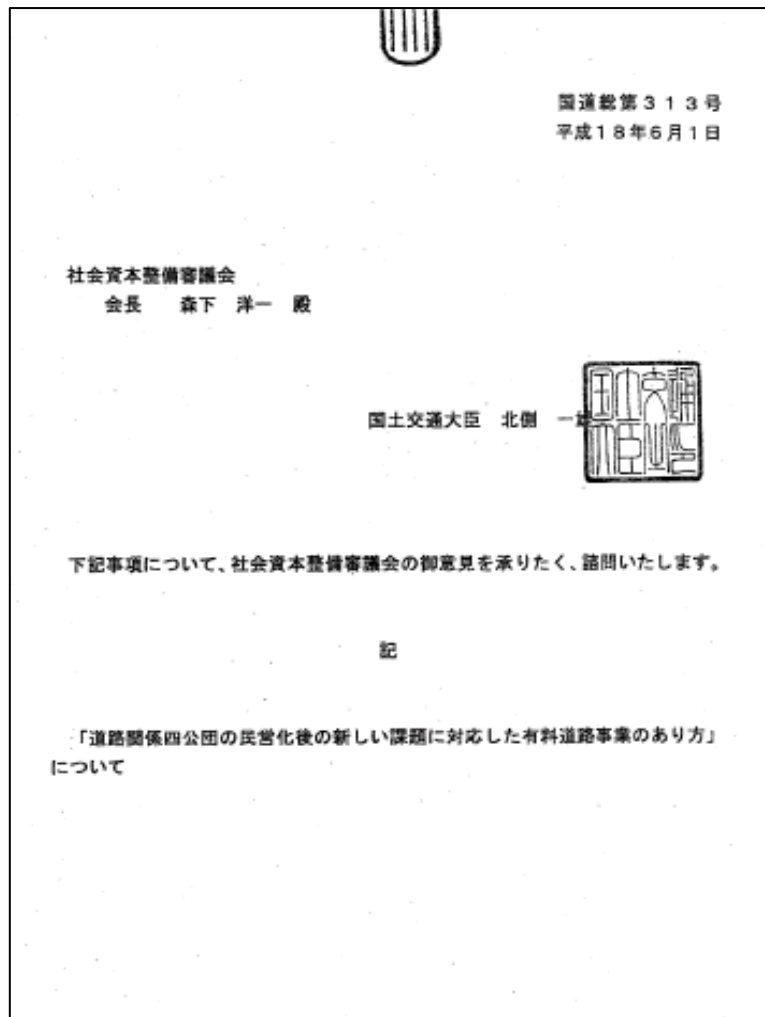 国道総第３１３号
平成１８年６月１日
社会資本整備審議会
会長　　森下　洋一　殿
国土交通大臣　北側　一雄
下記事項について、社会資本整備審議会の御意見を承りたく、諮問いたします。
記
「道路関係四公団の民営化後の新しい課題に対応した有料道路事業のあり方」
について